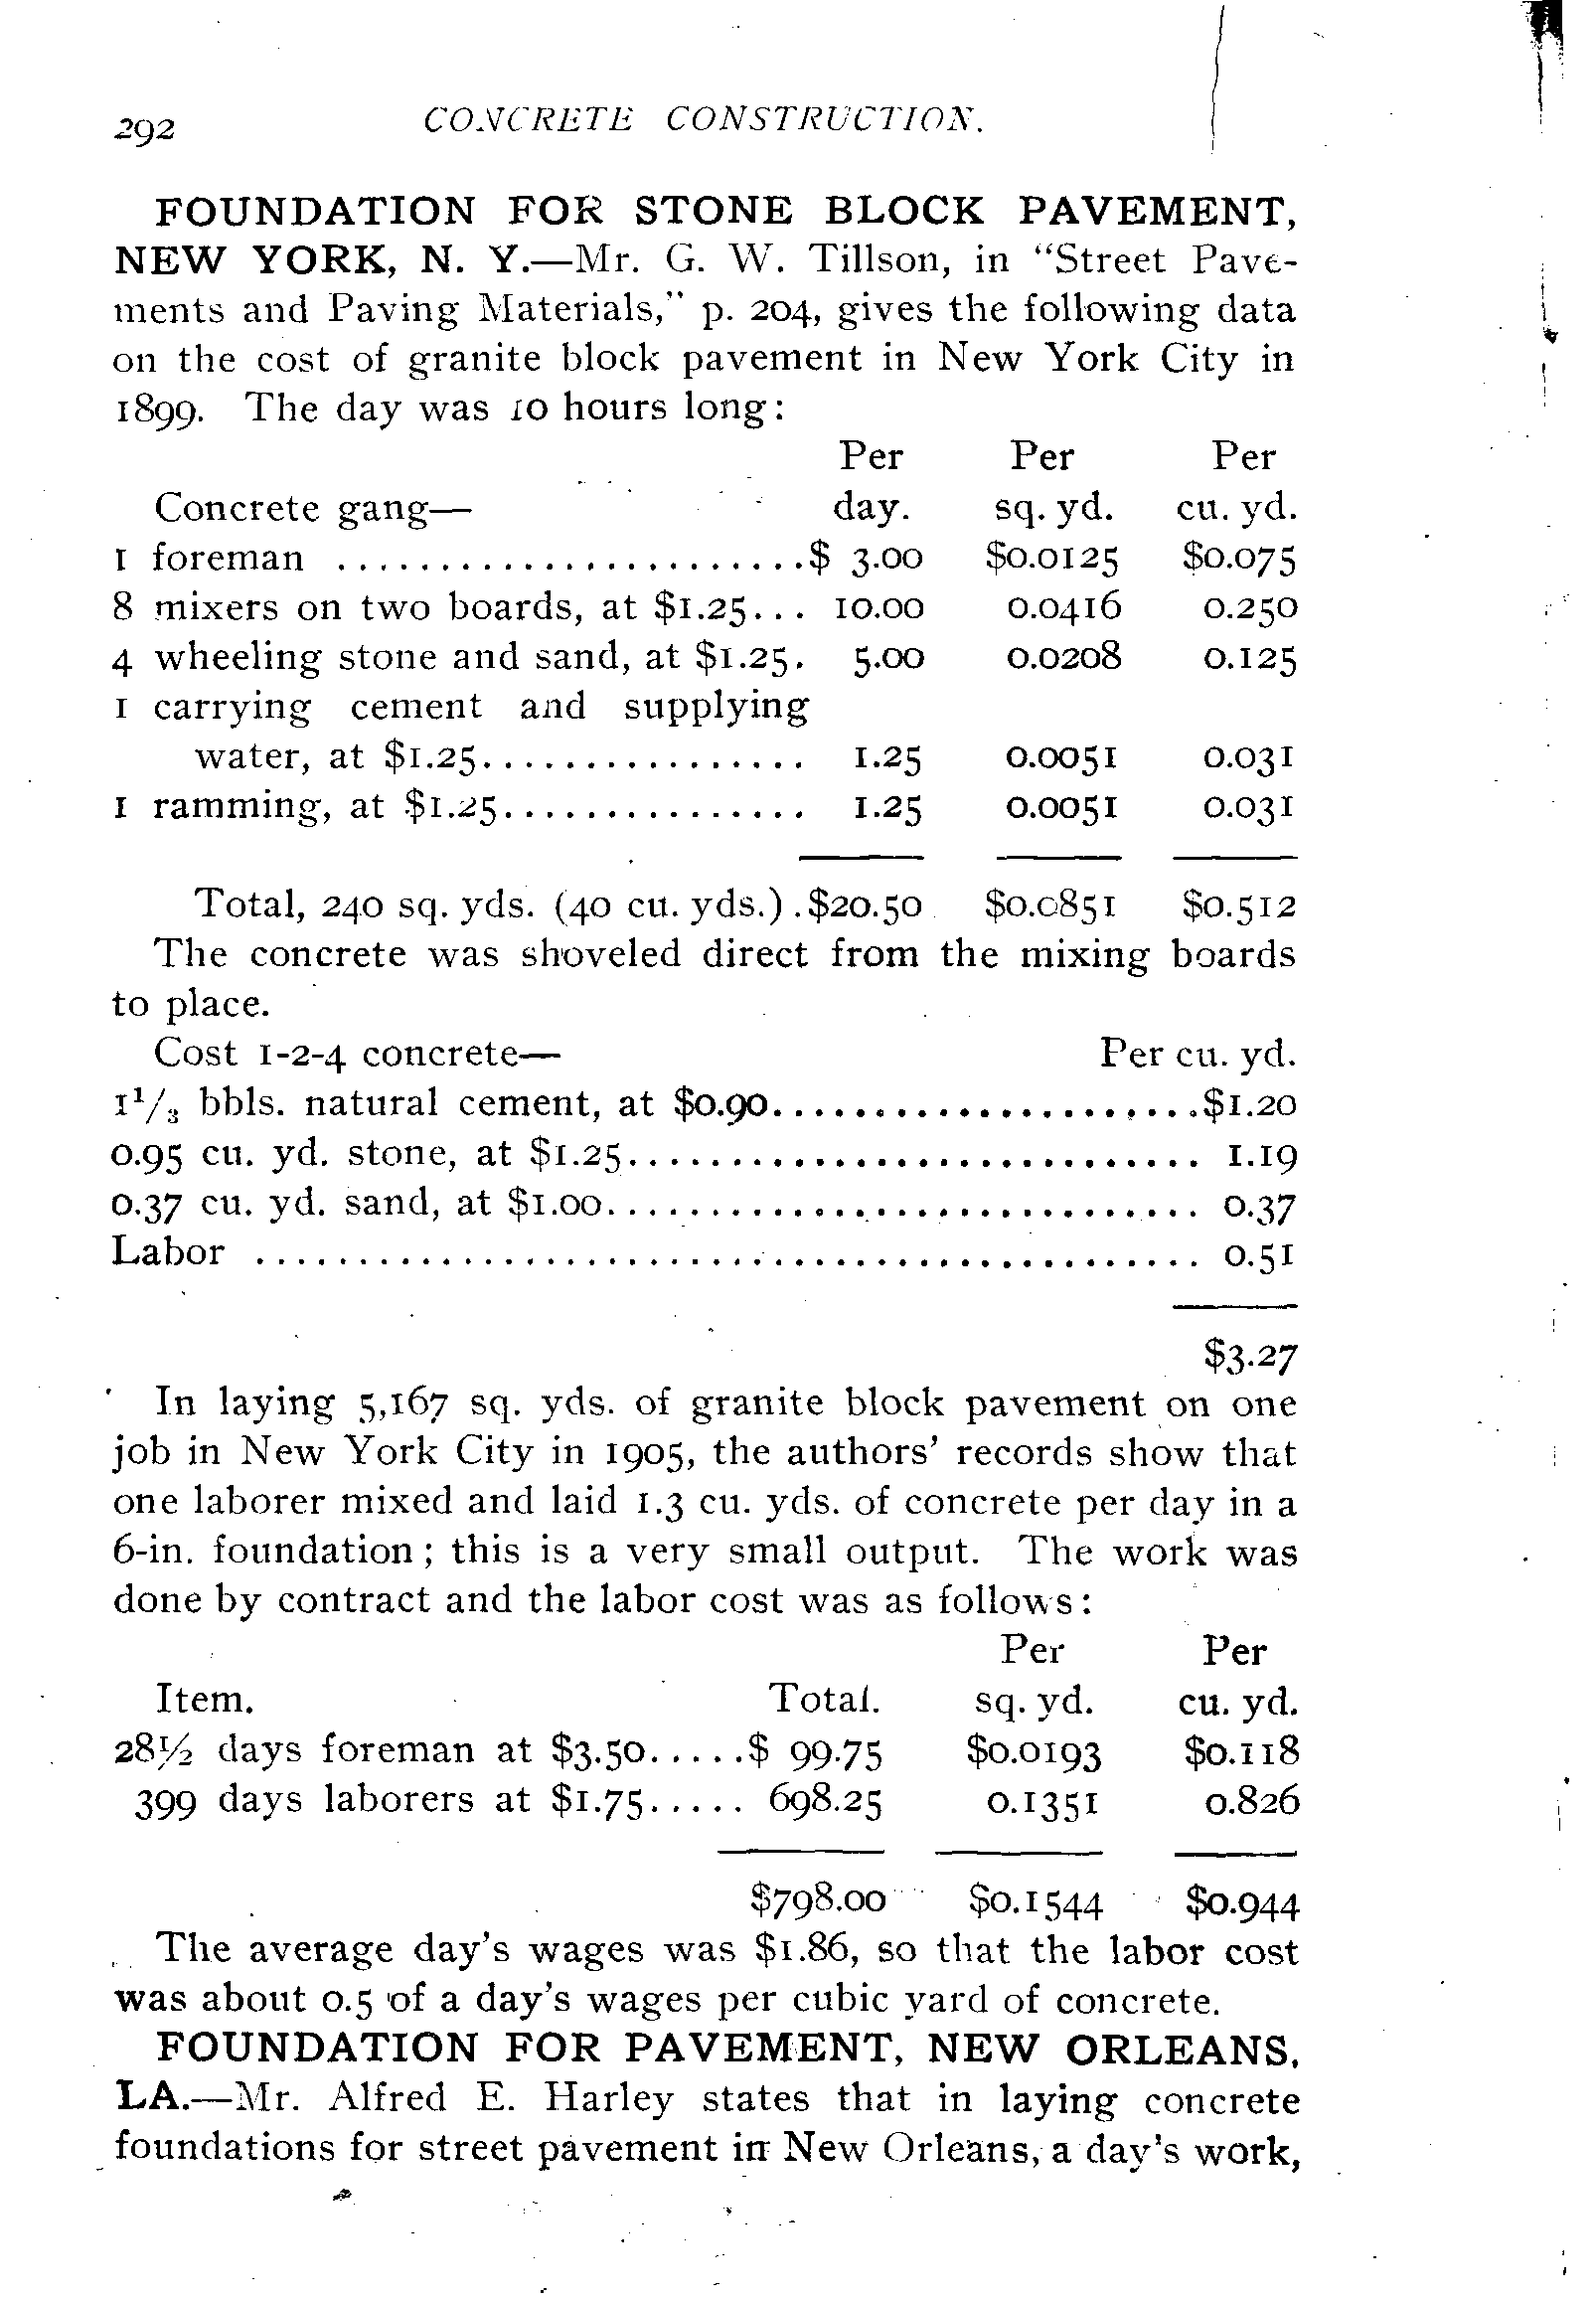 292 CONCRETE CONSTRUCTION.
FOUNDATION FOR STONE BLOCK PAVEMENT,
NEW YORK, N. Y.—Mr. G. W. Tillson, in "Street Pave-
ments and Paving Materials," p. 204, gives the following data
on the cost of granite block pavement in New York City in
1899. The day was 10 hours long:
Per Per Per
Concrete gang— day. sq. yd. cu. yd.
1 foreman .......................$ 3.00 $0.0125 $0.075
8 mixers on two boards, at $1.25... 10.00 0.0416 0.250
4 wheeling stone and sand, at $1.25. 5.00 0.0208 0.125
1 carrying cement and supplying
water, at $1.25................ 1.25 0.0051 0.031
1 ramming, at $1.25............... 1.25 0.0051 0.031
Total, 240 sq. yds. (40 cu. yds.) .$20.50 $0.0851 $0.512
The concrete was shoveled direct from the mixing boards
to place.
Cost 1-2-4 concrete— Per cu. yd.
1 1/3 bbls. natural cement, at $0.90.....................$1.20
0.95 cu. yd. stone, at $1.25............................ 1.19
0.37 cu. yd. sand, at $1.00............................. 0.37
Labor .............................................. 0.51
$3.27
In laying 5,167 sq. yds. of granite block pavement on one
job in New York City in 1905, the authors' records show that
one laborer mixed and laid 1.3 cu. yds. of concrete per day in a
6-in. foundation; this is a very small output. The work was
done by contract and the labor cost was as follows:
Per Per
Item. Total. sq. yd. cu. yd.
28½ days foreman at $3.50.....$ 99.75 $0.0193 $0.118
399 days laborers at $1.75..... 698.25 0.1351 0.826
$798.00 $0.1544 $0.944
The average day's wages was $1.86, so that the labor cost
was about 0.5 of a day's wages per cubic yard of concrete.
FOUNDATION FOR PAVEMENT, NEW ORLEANS,
LA.—Mr. Alfred E. Harley states that in laying concrete
foundations for street pavement in New Orleans, a day's work,